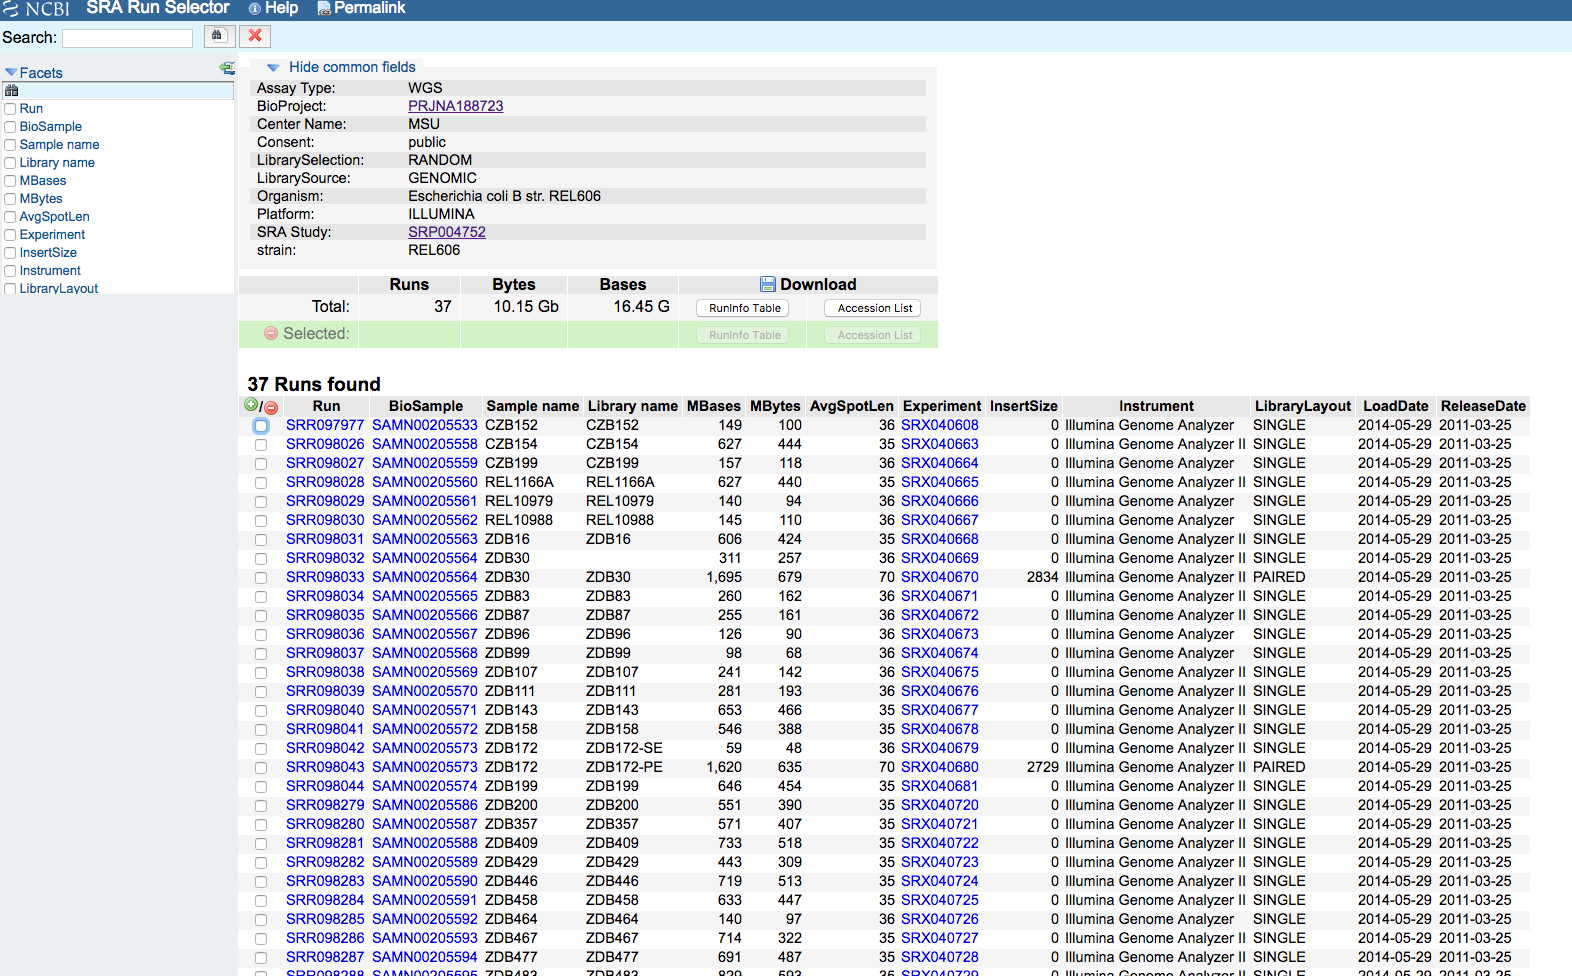 NCBI SRA Run Selector Help Permalink
Search:
Facets
Run
BioSample
Sample name
Library name
MBases
MBytes
AvgSpotLen
Experiment
InsertSize
Instrument
LibraryLayout
Hide common fields
Assay Type: WGS
BioProject: PRJNA188723
Center Name: MSU
Consent: public
LibrarySelection: RANDOM
LibrarySource: GENOMIC
Organism: Escherichia coli B str. REL606
Platform: ILLUMINA
SRA Study: SRP004752
strain: REL606
Runs Bytes Bases Download
Total: 37 10.15 Gb 16.45 G RunInfo Table Accession List
Selected: RunInfo Table Accession List
37 Runs found
/ Run BioSample Sample name Library name MBases MBytes AvgSpotLen Experiment InsertSize Instrument LibraryLayout LoadDate ReleaseDate
SRR097977 SAMN00205533 CZB152 CZB152 149 100 36 SRX040608 0 Illumina Genome Analyzer SINGLE 2014-05-29 2011-03-25
SRR098026 SAMN00205558 CZB154 CZB154 627 444 35 SRX040663 0 Illumina Genome Analyzer II SINGLE 2014-05-29 2011-03-25
SRR098027 SAMN00205559 CZB199 CZB199 157 118 36 SRX040664 0 Illumina Genome Analyzer SINGLE 2014-05-29 2011-03-25
SRR098028 SAMN00205560 REL1166A REL1166A 627 440 35 SRX040665 0 Illumina Genome Analyzer II SINGLE 2014-05-29 2011-03-25
SRR098029 SAMN00205561 REL10979 REL10979 140 94 36 SRX040666 0 Illumina Genome Analyzer SINGLE 2014-05-29 2011-03-25
SRR098030 SAMN00205562 REL10988 REL10988 145 110 36 SRX040667 0 Illumina Genome Analyzer SINGLE 2014-05-29 2011-03-25
SRR098031 SAMN00205563 ZDB16 ZDB16 606 424 35 SRX040668 0 Illumina Genome Analyzer II SINGLE 2014-05-29 2011-03-25
SRR098032 SAMN00205564 ZDB30 311 257 36 SRX040669 0 Illumina Genome Analyzer II SINGLE 2014-05-29 2011-03-25
SRR098033 SAMN00205564 ZDB30 ZDB30 1,695 679 70 SRX040670 2834 Illumina Genome Analyzer II PAIRED 2014-05-29 2011-03-25
SRR098034 SAMN00205565 ZDB83 ZDB83 260 162 36 SRX040671 0 Illumina Genome Analyzer II SINGLE 2014-05-29 2011-03-25
SRR098035 SAMN00205566 ZDB87 ZDB87 255 161 36 SRX040672 0 Illumina Genome Analyzer II SINGLE 2014-05-29 2011-03-25
SRR098036 SAMN00205567 ZDB96 ZDB96 126 90 36 SRX040673 0 Illumina Genome Analyzer SINGLE 2014-05-29 2011-03-25
SRR098037 SAMN00205568 ZDB99 ZDB99 98 68 36 SRX040674 0 Illumina Genome Analyzer SINGLE 2014-05-29 2011-03-25
SRR098038 SAMN00205569 ZDB107 ZDB107 241 142 36 SRX040675 0 Illumina Genome Analyzer II SINGLE 2014-05-29 2011-03-25
SRR098039 SAMN00205570 ZDB111 ZDB111 281 193 36 SRX040676 0 Illumina Genome Analyzer II SINGLE 2014-05-29 2011-03-25
SRR098040 SAMN00205571 ZDB143 ZDB143 653 466 35 SRX040677 0 Illumina Genome Analyzer II SINGLE 2014-05-29 2011-03-25
SRR098041 SAMN00205572 ZDB158 ZDB158 546 388 35 SRX040678 0 Illumina Genome Analyzer II SINGLE 2014-05-29 2011-03-25
SRR098042 SAMN00205573 ZDB172 ZDB172-SE 59 48 36 SRX040679 0 Illumina Genome Analyzer II SINGLE 2014-05-29 2011-03-25
SRR098043 SAMN00205573 ZDB172 ZDB172-PE 1,620 635 70 SRX040680 2729 Illumina Genome Analyzer II PAIRED 2014-05-29 2011-03-25
SRR098044 SAMN00205574 ZDB199 ZDB199 646 454 35 SRX040681 0 Illumina Genome Analyzer II SINGLE 2014-05-29 2011-03-25
SRR098279 SAMN00205586 ZDB200 ZDB200 551 390 35 SRX040720 0 Illumina Genome Analyzer II SINGLE 2014-05-29 2011-03-25
SRR098280 SAMN00205587 ZDB357 ZDB357 571 407 35 SRX040721 0 Illumina Genome Analyzer II SINGLE 2014-05-29 2011-03-25
SRR098281 SAMN00205588 ZDB409 ZDB409 733 518 35 SRX040722 0 Illumina Genome Analyzer II SINGLE 2014-05-29 2011-03-25
SRR098282 SAMN00205589 ZDB429 ZDB429 443 309 35 SRX040723 0 Illumina Genome Analyzer II SINGLE 2014-05-29 2011-03-25
SRR098283 SAMN00205590 ZDB446 ZDB446 719 513 35 SRX040724 0 Illumina Genome Analyzer II SINGLE 2014-05-29 2011-03-25
SRR098284 SAMN00205591 ZDB458 ZDB458 633 447 35 SRX040725 0 Illumina Genome Analyzer II SINGLE 2014-05-29 2011-03-25
SRR098285 SAMN00205592 ZDB464 ZDB464 140 97 36 SRX040726 0 Illumina Genome Analyzer SINGLE 2014-05-29 2011-03-25
SRR098286 SAMN00205593 ZDB467 ZDB467 714 322 35 SRX040727 0 Illumina Genome Analyzer II SINGLE 2014-05-29 2011-03-25
SRR098287 SAMN00205594 ZDB477 ZDB477 691 487 35 SRX040728 0 Illumina Genome Analyzer II SINGLE 2014-05-29 2011-03-25